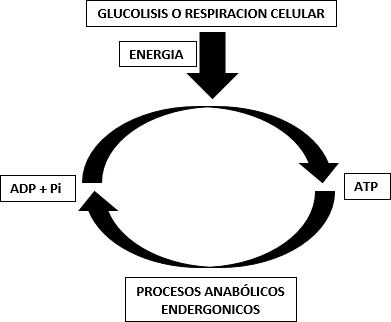 GLUCOLISIS O RESPIRACION CELULAR
ENERGIA
ADP + Pi
ATP
PROCESOS ANABÓLICOS
ENDERGONICOS